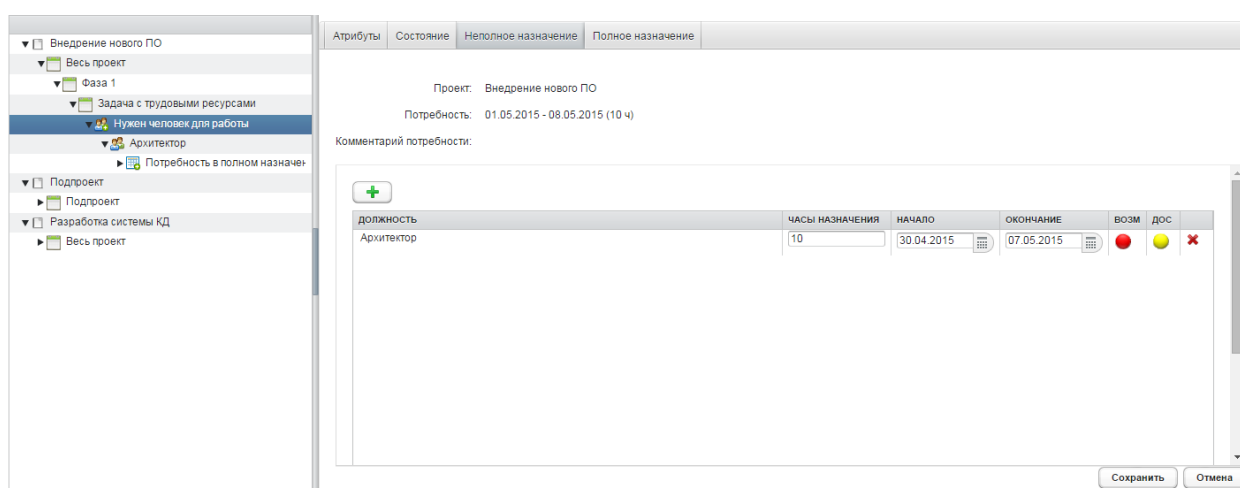 Атрибуты Состояние Неполное назначение Полное назначение
Внедрение нового ПО
Весь проект
Фаза 1
Задача с трудовыми ресурсами
Нужен человек для работы
Архитектор
Потребность в полном назначен
Подпроект
Подпроект
Разработка системы КД
Весь проект
Проект: Внедрение нового ПО
Потребность: 01.05.2015 - 08.05.2015 (10 ч)
Комментарий потребности:
ДОЛЖНОСТЬ ЧАСЫ НАЗНАЧЕНИЯ НАЧАЛО ОКОНЧАНИЕ ВОЗМ ДОС
Архитектор 10 30.04.2015 07.05.2015
Сохранить Отмена